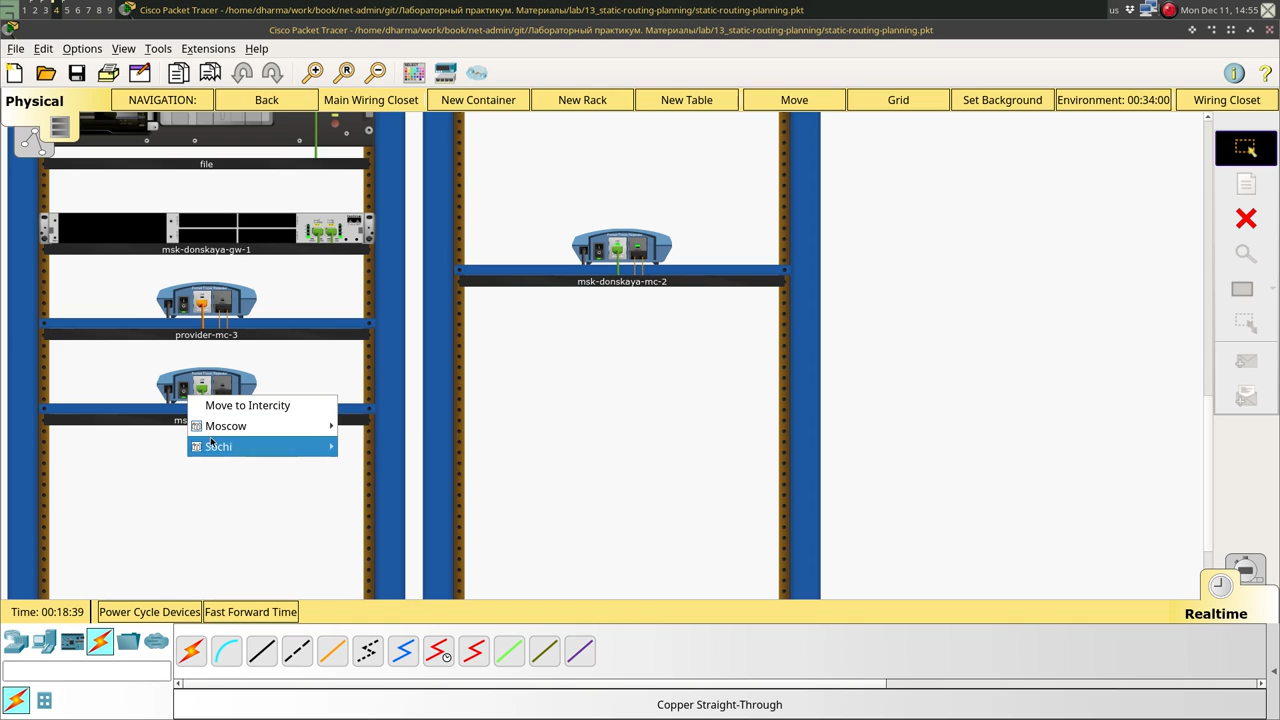 1 2 3 4 5 6 7 8 9
Cisco Packet Tracer - /home/dharma/work/book/net-admin/git/Лабораторный практикум. Материалы/lab/13_static-routing-planning/static-routing-planning.pkt
us
Mon Dec 11, 14:55
Cisco Packet Tracer - /home/dharma/work/book/net-admin/git/Лабораторный практикум. Материалы/lab/13_static-routing-planning/static-routing-planning.pkt
File Edit Options View Tools Extensions Help
Physical
NAVIGATION: Back Main Wiring Closet New Container New Rack New Table Move Grid Set Background Environment: 00:34:00 Wiring Closet
file
msk-donskaya-gw-1
msk-donskaya-mc-2
provider-mc-3
Move to Intercity
Moscow
Sochi
Time: 00:18:39 Power Cycle Devices Fast Forward Time
Realtime
Copper Straight-Through